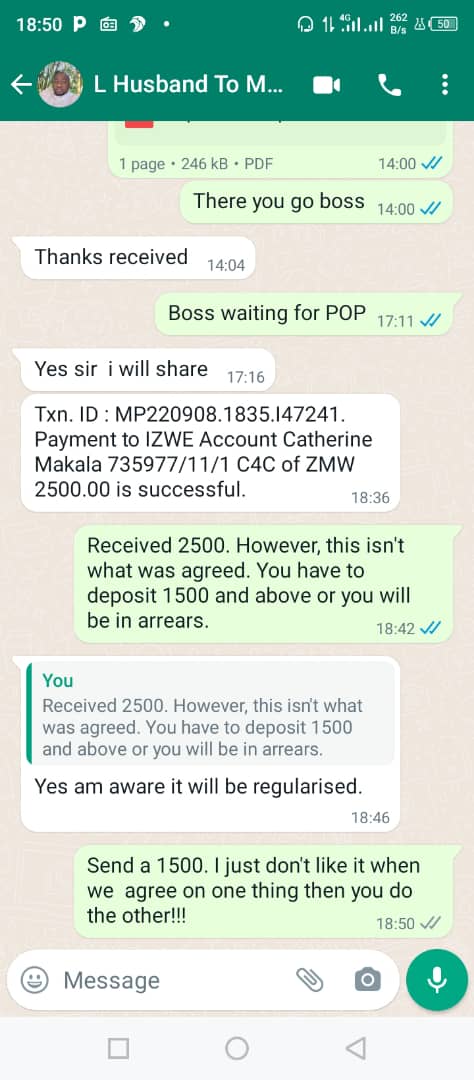 18:50
4G
262
B/s
50
L Husband To M...
1 page • 246 kB • PDF
14:00
There you go boss
14:00
Thanks received
14:04
Boss waiting for POP
17:11
Yes sir i will share
17:16
Txn. ID : MP220908.1835.I47241.
Payment to IZWE Account Catherine
Makala 735977/11/1 C4C of ZMW
2500.00 is successful.
18:36
Received 2500. However, this isn't
what was agreed. You have to
deposit 1500 and above or you will
be in arrears.
18:42
You
Received 2500. However, this isn't what
was agreed. You have to deposit 1500
and above or you will be in arrears.
Yes am aware it will be regularised.
18:46
Send a 1500. I just don't like it when
we agree on one thing then you do
the other!!!
18:50
Message